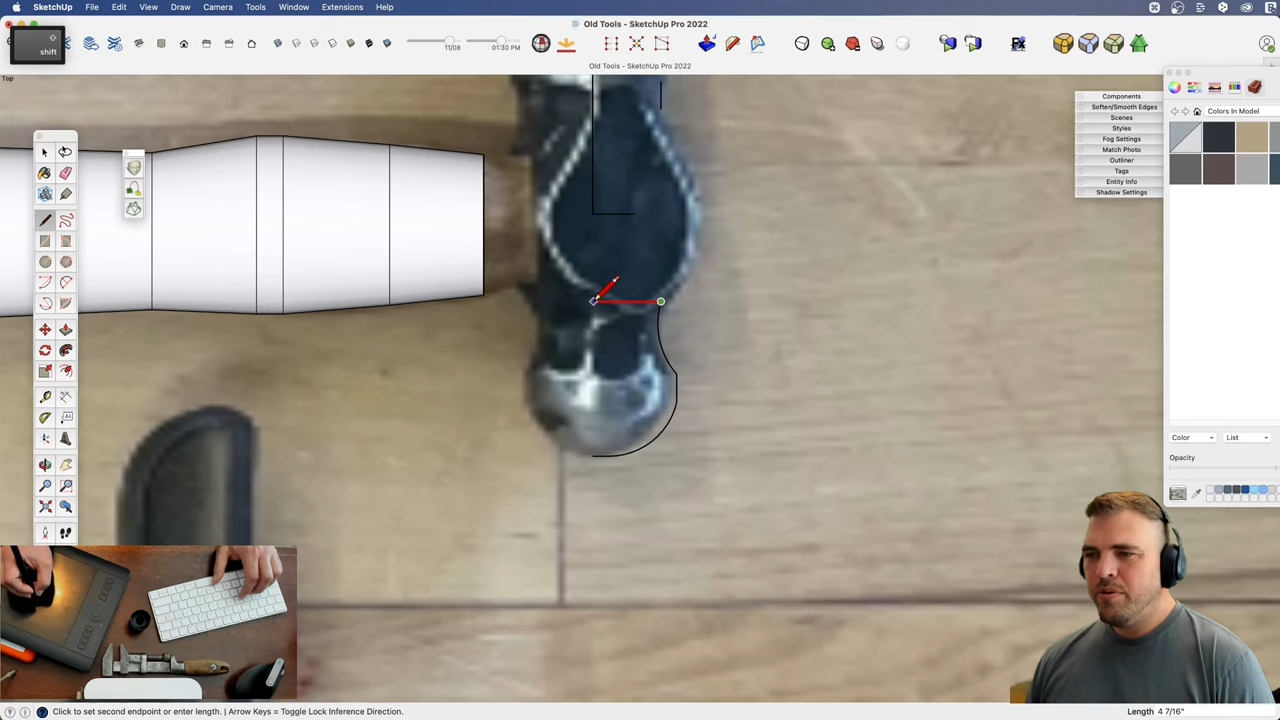 SketchUp File Edit View Camera Draw Tools Window Extensions Help
Old Tools - SketchUp Pro 2022
shift
11/08 01:30 PM
Old Tools - SketchUp Pro 2022
Top
Components
Soften/Smooth Edges
Scenes
Styles
Fog Settings
Match Photo
Outliner
Tags
Entity Info
Shadow Settings
Colors In Model
Color List
Opacity
Click to set second endpoint or enter length. | Arrow Keys = Toggle Lock Inference Direction.
Length 4 7/16"